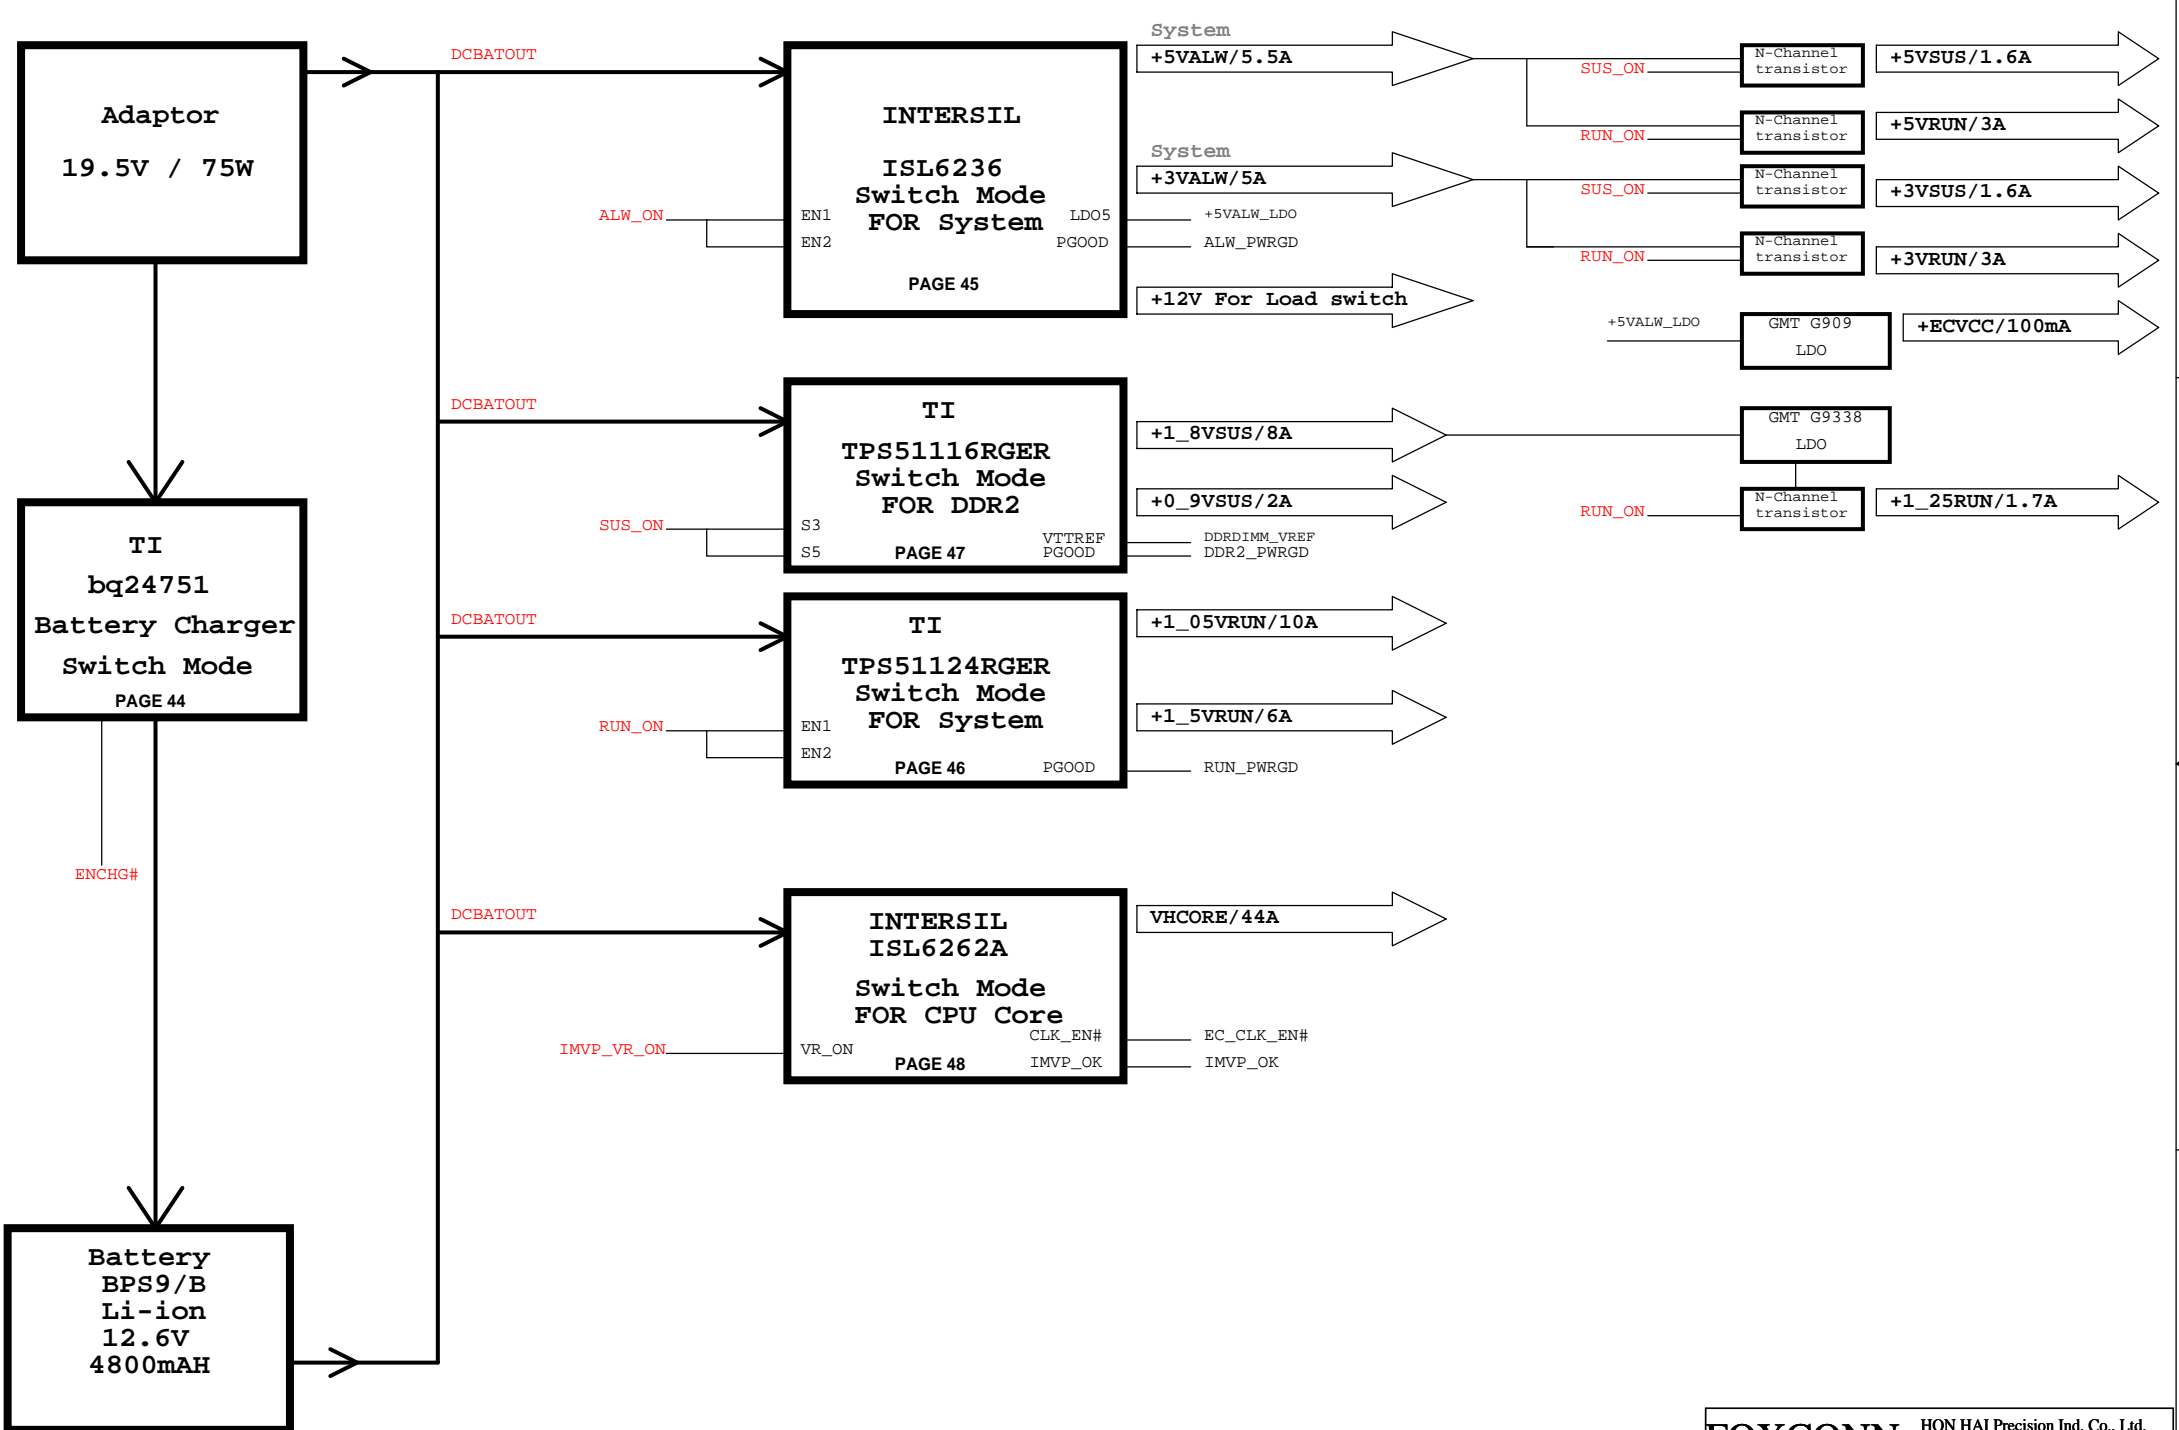 Adaptor
19.5V / 75W
TI
bq24751
Battery Charger
Switch Mode
PAGE 44
ENCHG#
Battery
BPS9/B
Li-ion
12.6V
4800mAH
DCBATOUT
INTERSIL
ISL6236
Switch Mode
FOR System
ALW_ON
EN1
EN2
LDO5
PGOOD
PAGE 45
+5VALW_LDO
ALW_PWRGD
System
+5VALW/5.5A
System
+3VALW/5A
+12V For Load switch
SUS_ON
N-Channel
transistor
+5VSUS/1.6A
RUN_ON
N-Channel
transistor
+5VRUN/3A
SUS_ON
N-Channel
transistor
+3VSUS/1.6A
RUN_ON
N-Channel
transistor
+3VRUN/3A
+5VALW_LDO
GMT G909
LDO
+ECVCC/100mA
DCBATOUT
TI
TPS51116RGER
Switch Mode
FOR DDR2
SUS_ON
S3
S5
VTTREF
PGOOD
PAGE 47
DDRDIMM_VREF
DDR2_PWRGD
+1_8VSUS/8A
+0_9VSUS/2A
GMT G9338
LDO
RUN_ON
N-Channel
transistor
+1_25RUN/1.7A
DCBATOUT
TI
TPS51124RGER
Switch Mode
FOR System
RUN_ON
EN1
EN2
PAGE 46
PGOOD
RUN_PWRGD
+1_05VRUN/10A
+1_5VRUN/6A
DCBATOUT
INTERSIL
ISL6262A
Switch Mode
FOR CPU Core
IMVP_VR_ON
VR_ON
CLK_EN#
IMVP_OK
PAGE 48
EC_CLK_EN#
IMVP_OK
VHCORE/44A
FOXCONN
HON HAI Precision Ind. Co., Ltd.